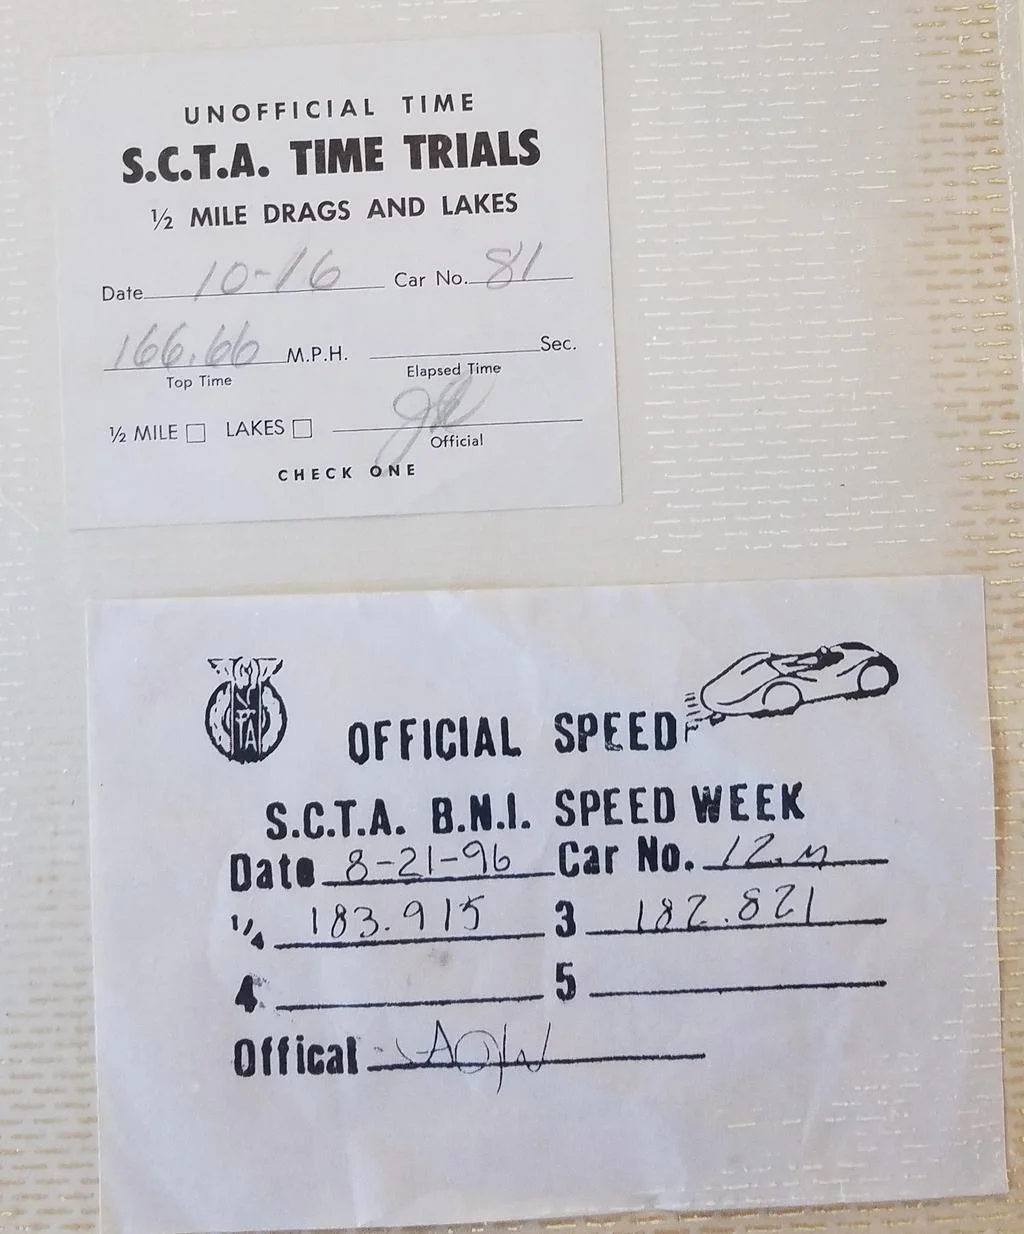 UNOFFICIAL TIME
S.C.T.A. TIME TRIALS
½ MILE DRAGS AND LAKES
Date 10-16 Car No. 81
166.66 M.P.H. Sec.
Top Time Elapsed Time
½ MILE □ LAKES □
Official
CHECK ONE
OFFICIAL SPEED
S.C.T.A. B.N.I. SPEED WEEK
Date 8-21-96 Car No. 12.
1/4 183.915 3 182.821
4 5
Offical